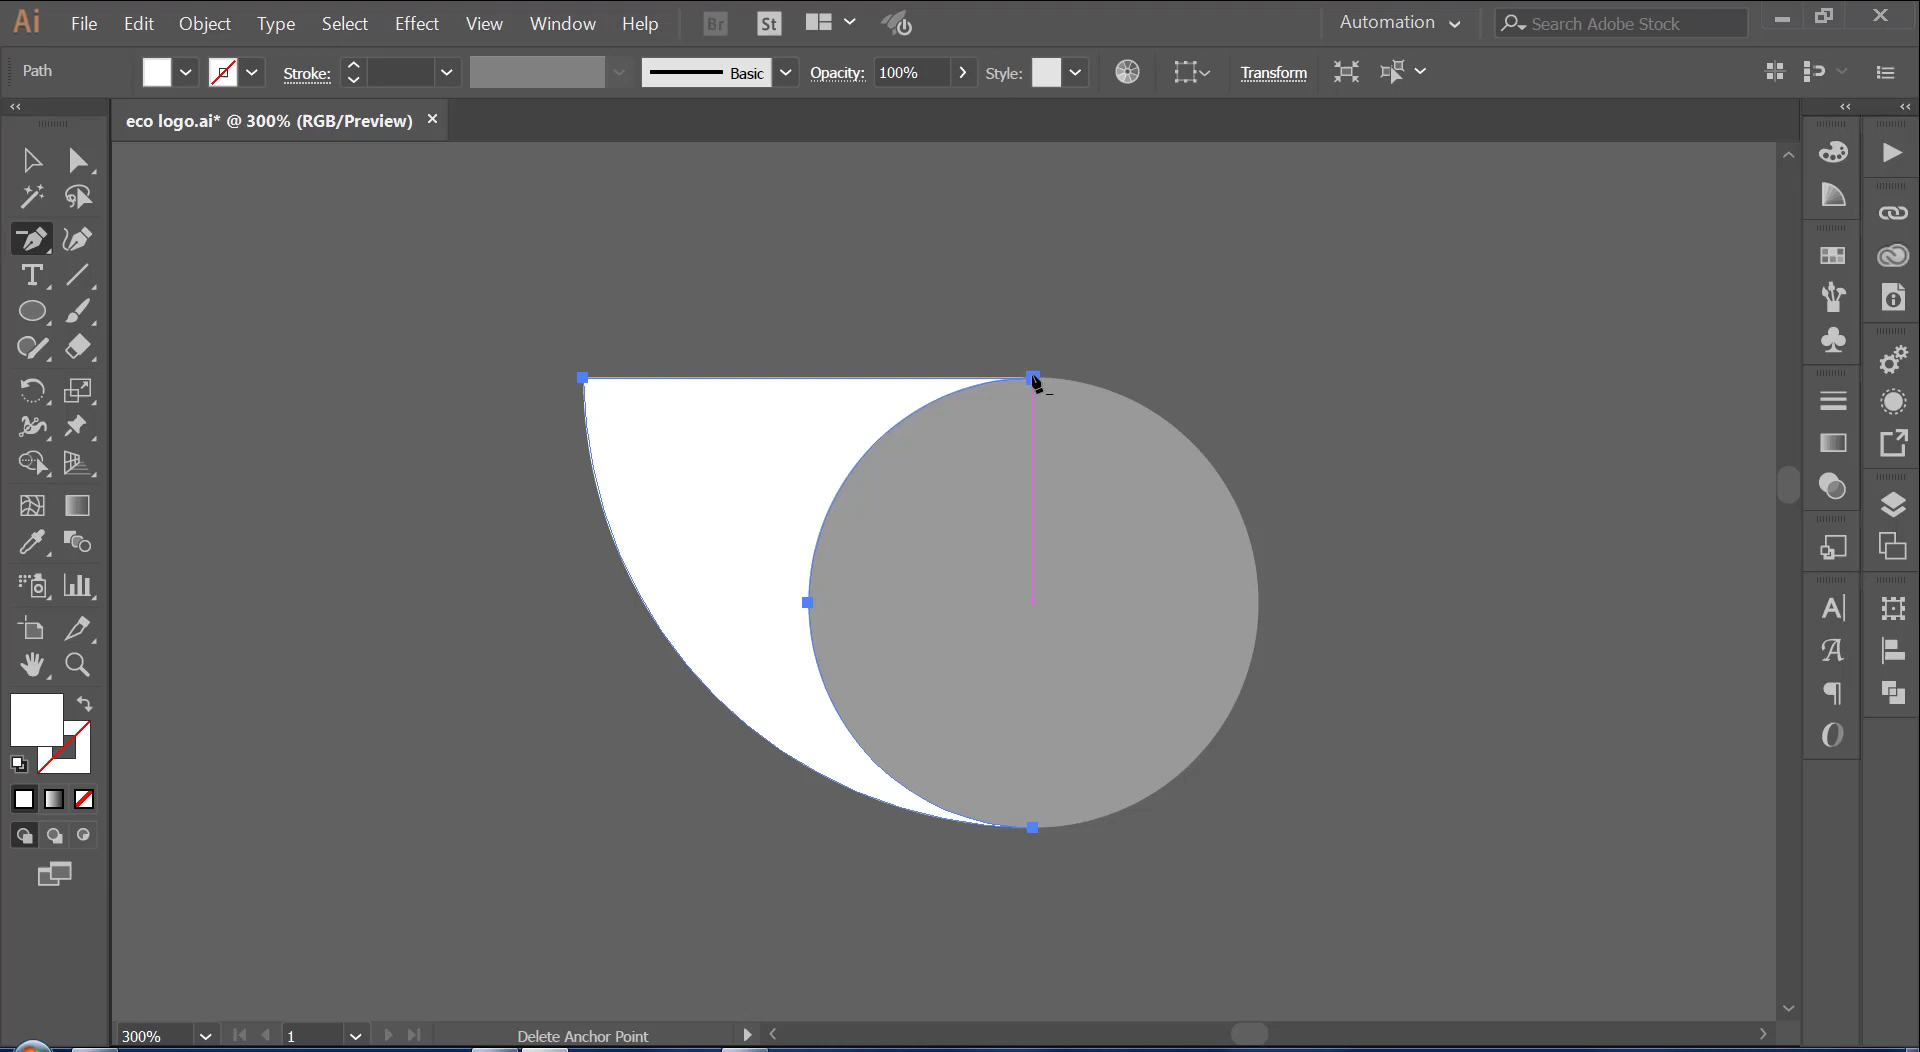 Ai File Edit Object Type Select Effect View Window Help Br St Automation Search Adobe Stock
Path Stroke: Basic Opacity: 100% Style: Transform
eco logo.ai* @ 300% (RGB/Preview)
300% 1 Delete Anchor Point